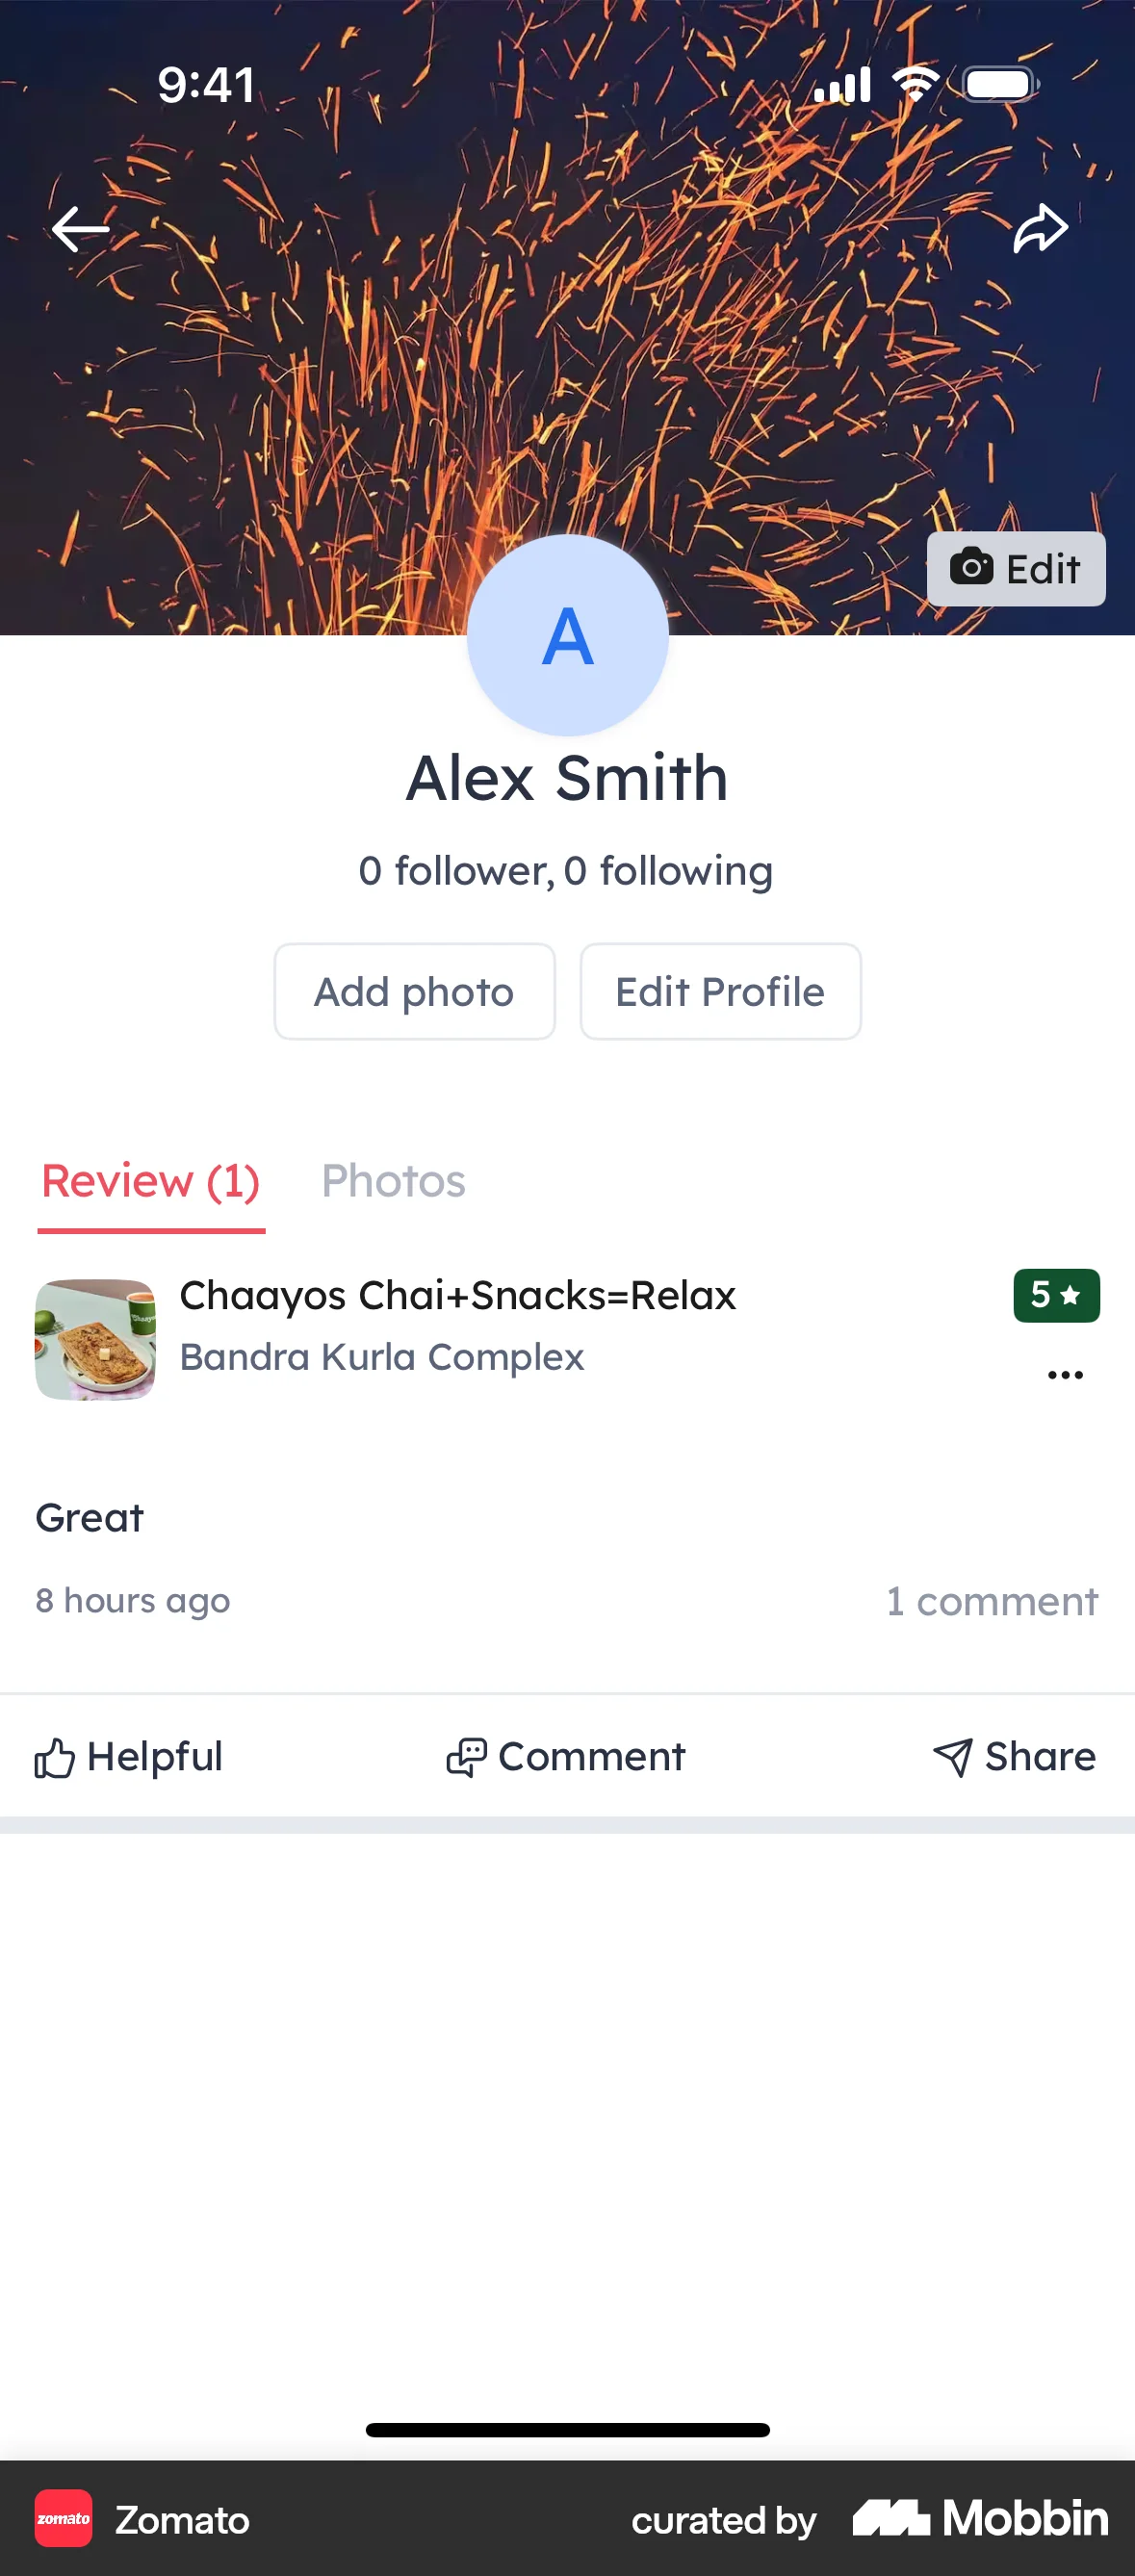 9:41
Edit
A
Alex Smith
0 follower, 0 following
Add photo
Edit Profile
Review (1)
Photos
Chaayos Chai+Snacks=Relax
5
Bandra Kurla Complex
Great
8 hours ago
1 comment
Helpful
Comment
Share
zomato
Zomato
curated by
Mobbin